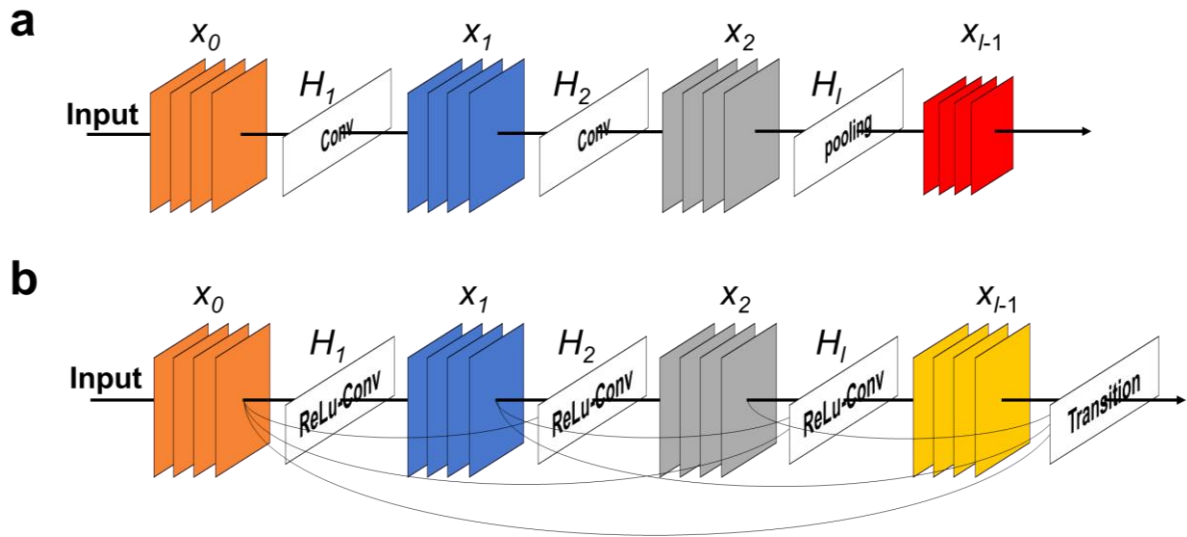 a
x0 x1 x2 xl-1
H1 H2 Hl
Input
Conv Conv pooling
b
x0 x1 x2 xl-1
H1 H2 Hl
Input
ReLu-Conv ReLu-Conv ReLu-Conv Transition